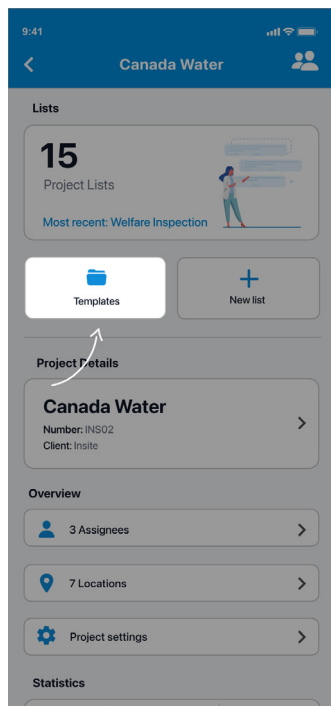 9:41
Canada Water
Lists
15
Project Lists
Most recent: Welfare Inspection
Templates
New list
Project Details
Canada Water
Number: INS02
Client: Insite
Overview
3 Assignees
7 Locations
Project settings
Statistics